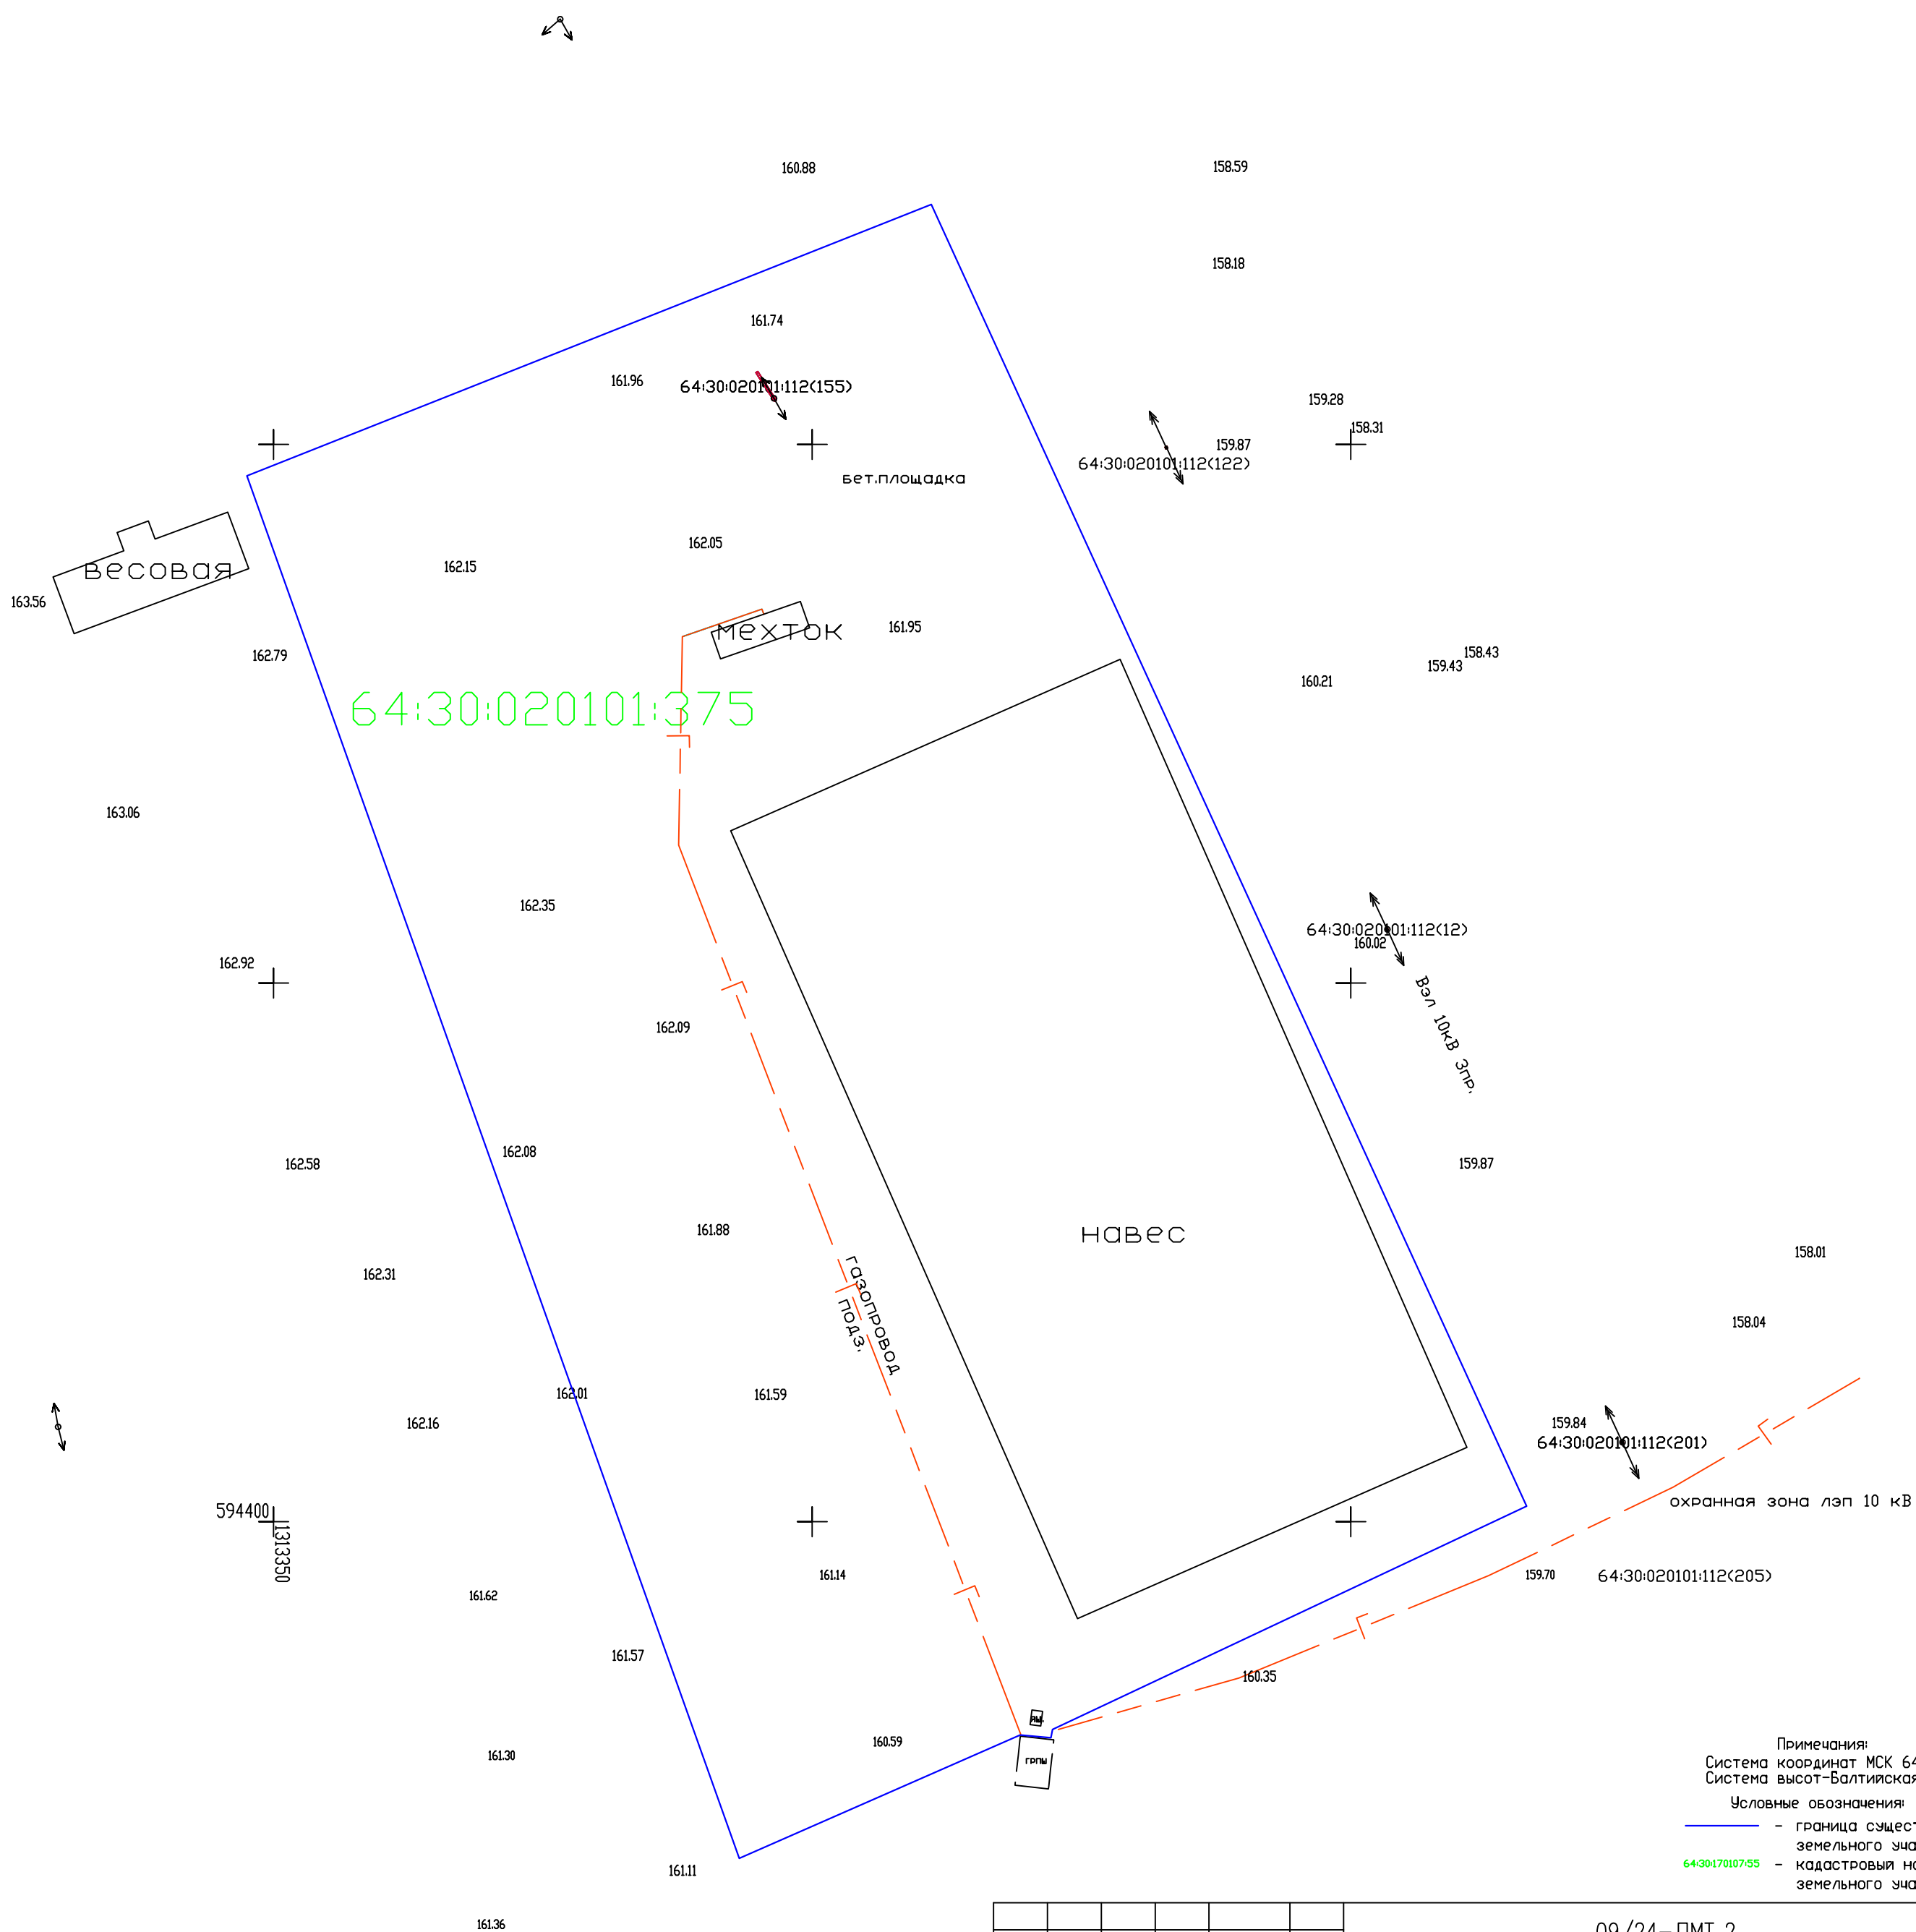 160.88
158.59
158.18
161.74
161.96
64:30:020101:112(155)
159.28
158.31
159.87
64:30:020101:112(122)
бет.площадка
162.05
162.15
весовая
163.56
мехток
161.95
162.79
158.43
159.43
160.21
64:30:020101:375
163.06
162.35
64:30:020101:112(12)
160.02
162.92
Вэл 10кВ 3пр.
162.09
162.08
162.58
159.87
161.88
навес
158.01
162.31
газопровод
подз.
158.04
162.01
161.59
162.16
159.84
64:30:020101:112(201)
охранная зона лэп 10 кВ
594400
1313350
161.14
159.70
64:30:020101:112(205)
161.62
161.57
160.35
160.59
161.30
ГРПШ
Примечания:
Система координат МСК 64
Система высот-Балтийская
Условные обозначения:
- граница сущест
земельного уча
64:30:170107:55 - кадастровый но
земельного уча
161.11
161.36
09/24-ПМТ.2